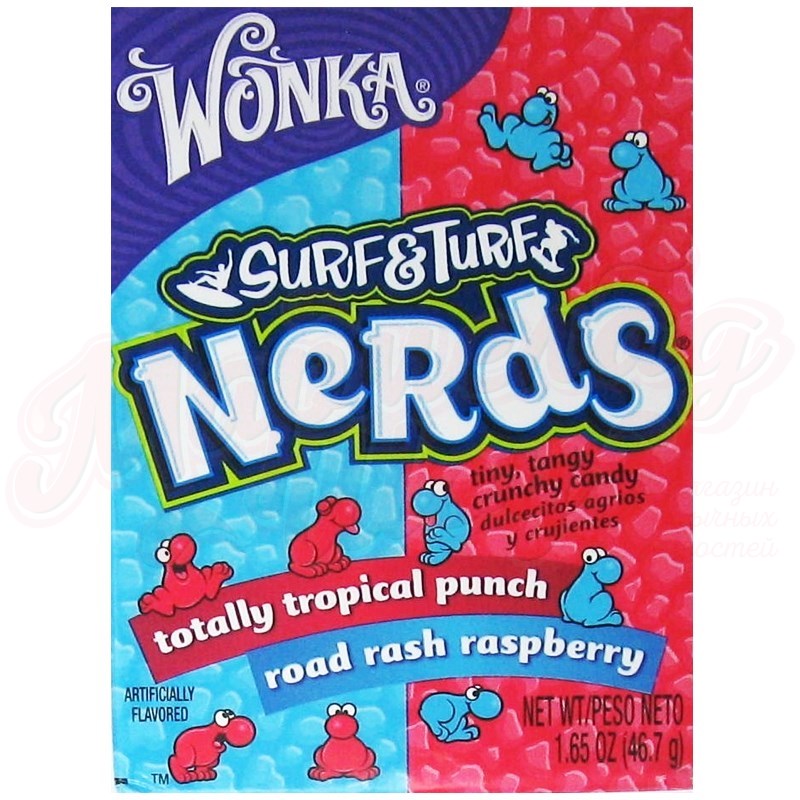 WONKA®
SURF & TURF
NeRdS®
tiny, tangy
crunchy candy
dulcecitos agrios
y crujientes
totally tropical punch
road rash raspberry
ARTIFICIALLY
FLAVORED
NET WT/PESO NETO
1.65 OZ (46.7 g)
TM